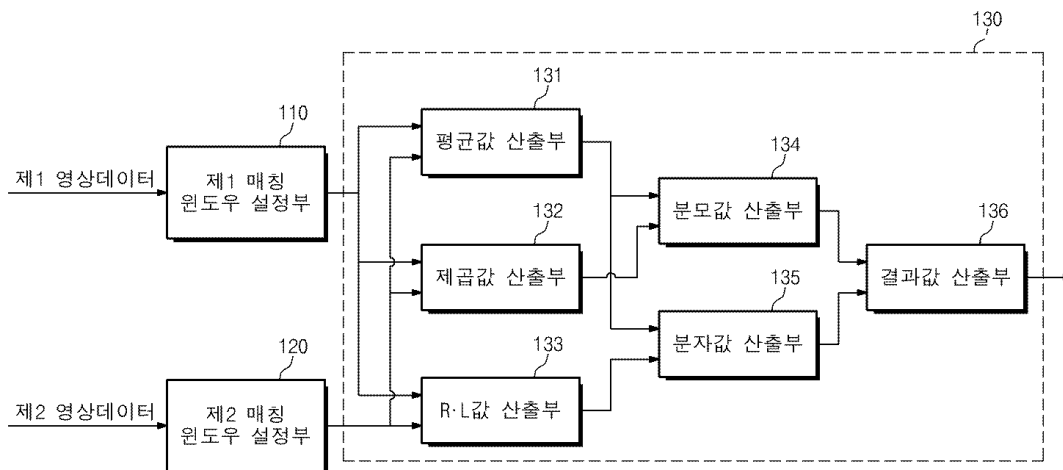 130
131
평균값 산출부
110
제1 영상데이터
제1 매칭
윈도우 설정부
134
분모값 산출부
132
제곱값 산출부
136
결과값 산출부
135
분자값 산출부
120
제2 영상데이터
제2 매칭
윈도우 설정부
133
R·L값 산출부